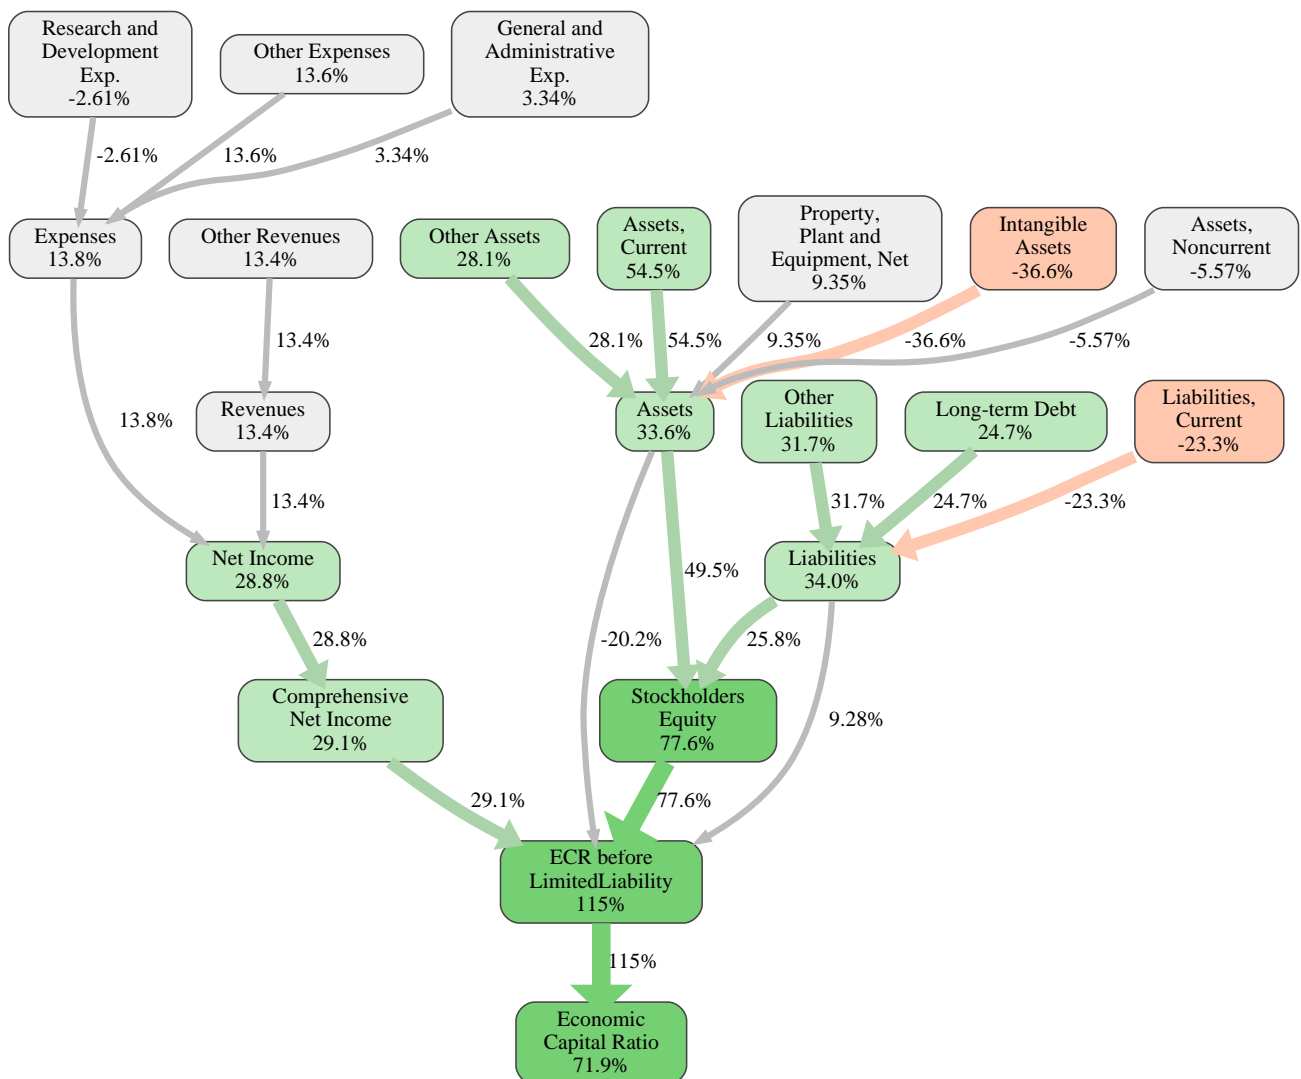 Research and
Development
Exp.
-2.61%
Other Expenses
13.6%
General and
Administrative
Exp.
3.34%
-2.61%
13.6%
3.34%
Expenses
13.8%
Other Revenues
13.4%
Other Assets
28.1%
Assets,
Current
54.5%
Property,
Plant and
Equipment, Net
9.35%
Intangible
Assets
-36.6%
Assets,
Noncurrent
-5.57%
13.4%
28.1%
54.5%
9.35%
-36.6%
-5.57%
13.8%
Revenues
13.4%
Assets
33.6%
Other
Liabilities
31.7%
Long-term Debt
24.7%
Liabilities,
Current
-23.3%
13.4%
31.7%
24.7%
-23.3%
Net Income
28.8%
49.5%
Liabilities
34.0%
28.8%
-20.2%
25.8%
Comprehensive
Net Income
29.1%
Stockholders
Equity
77.6%
9.28%
29.1%
77.6%
ECR before
LimitedLiability
115%
115%
Economic
Capital Ratio
71.9%